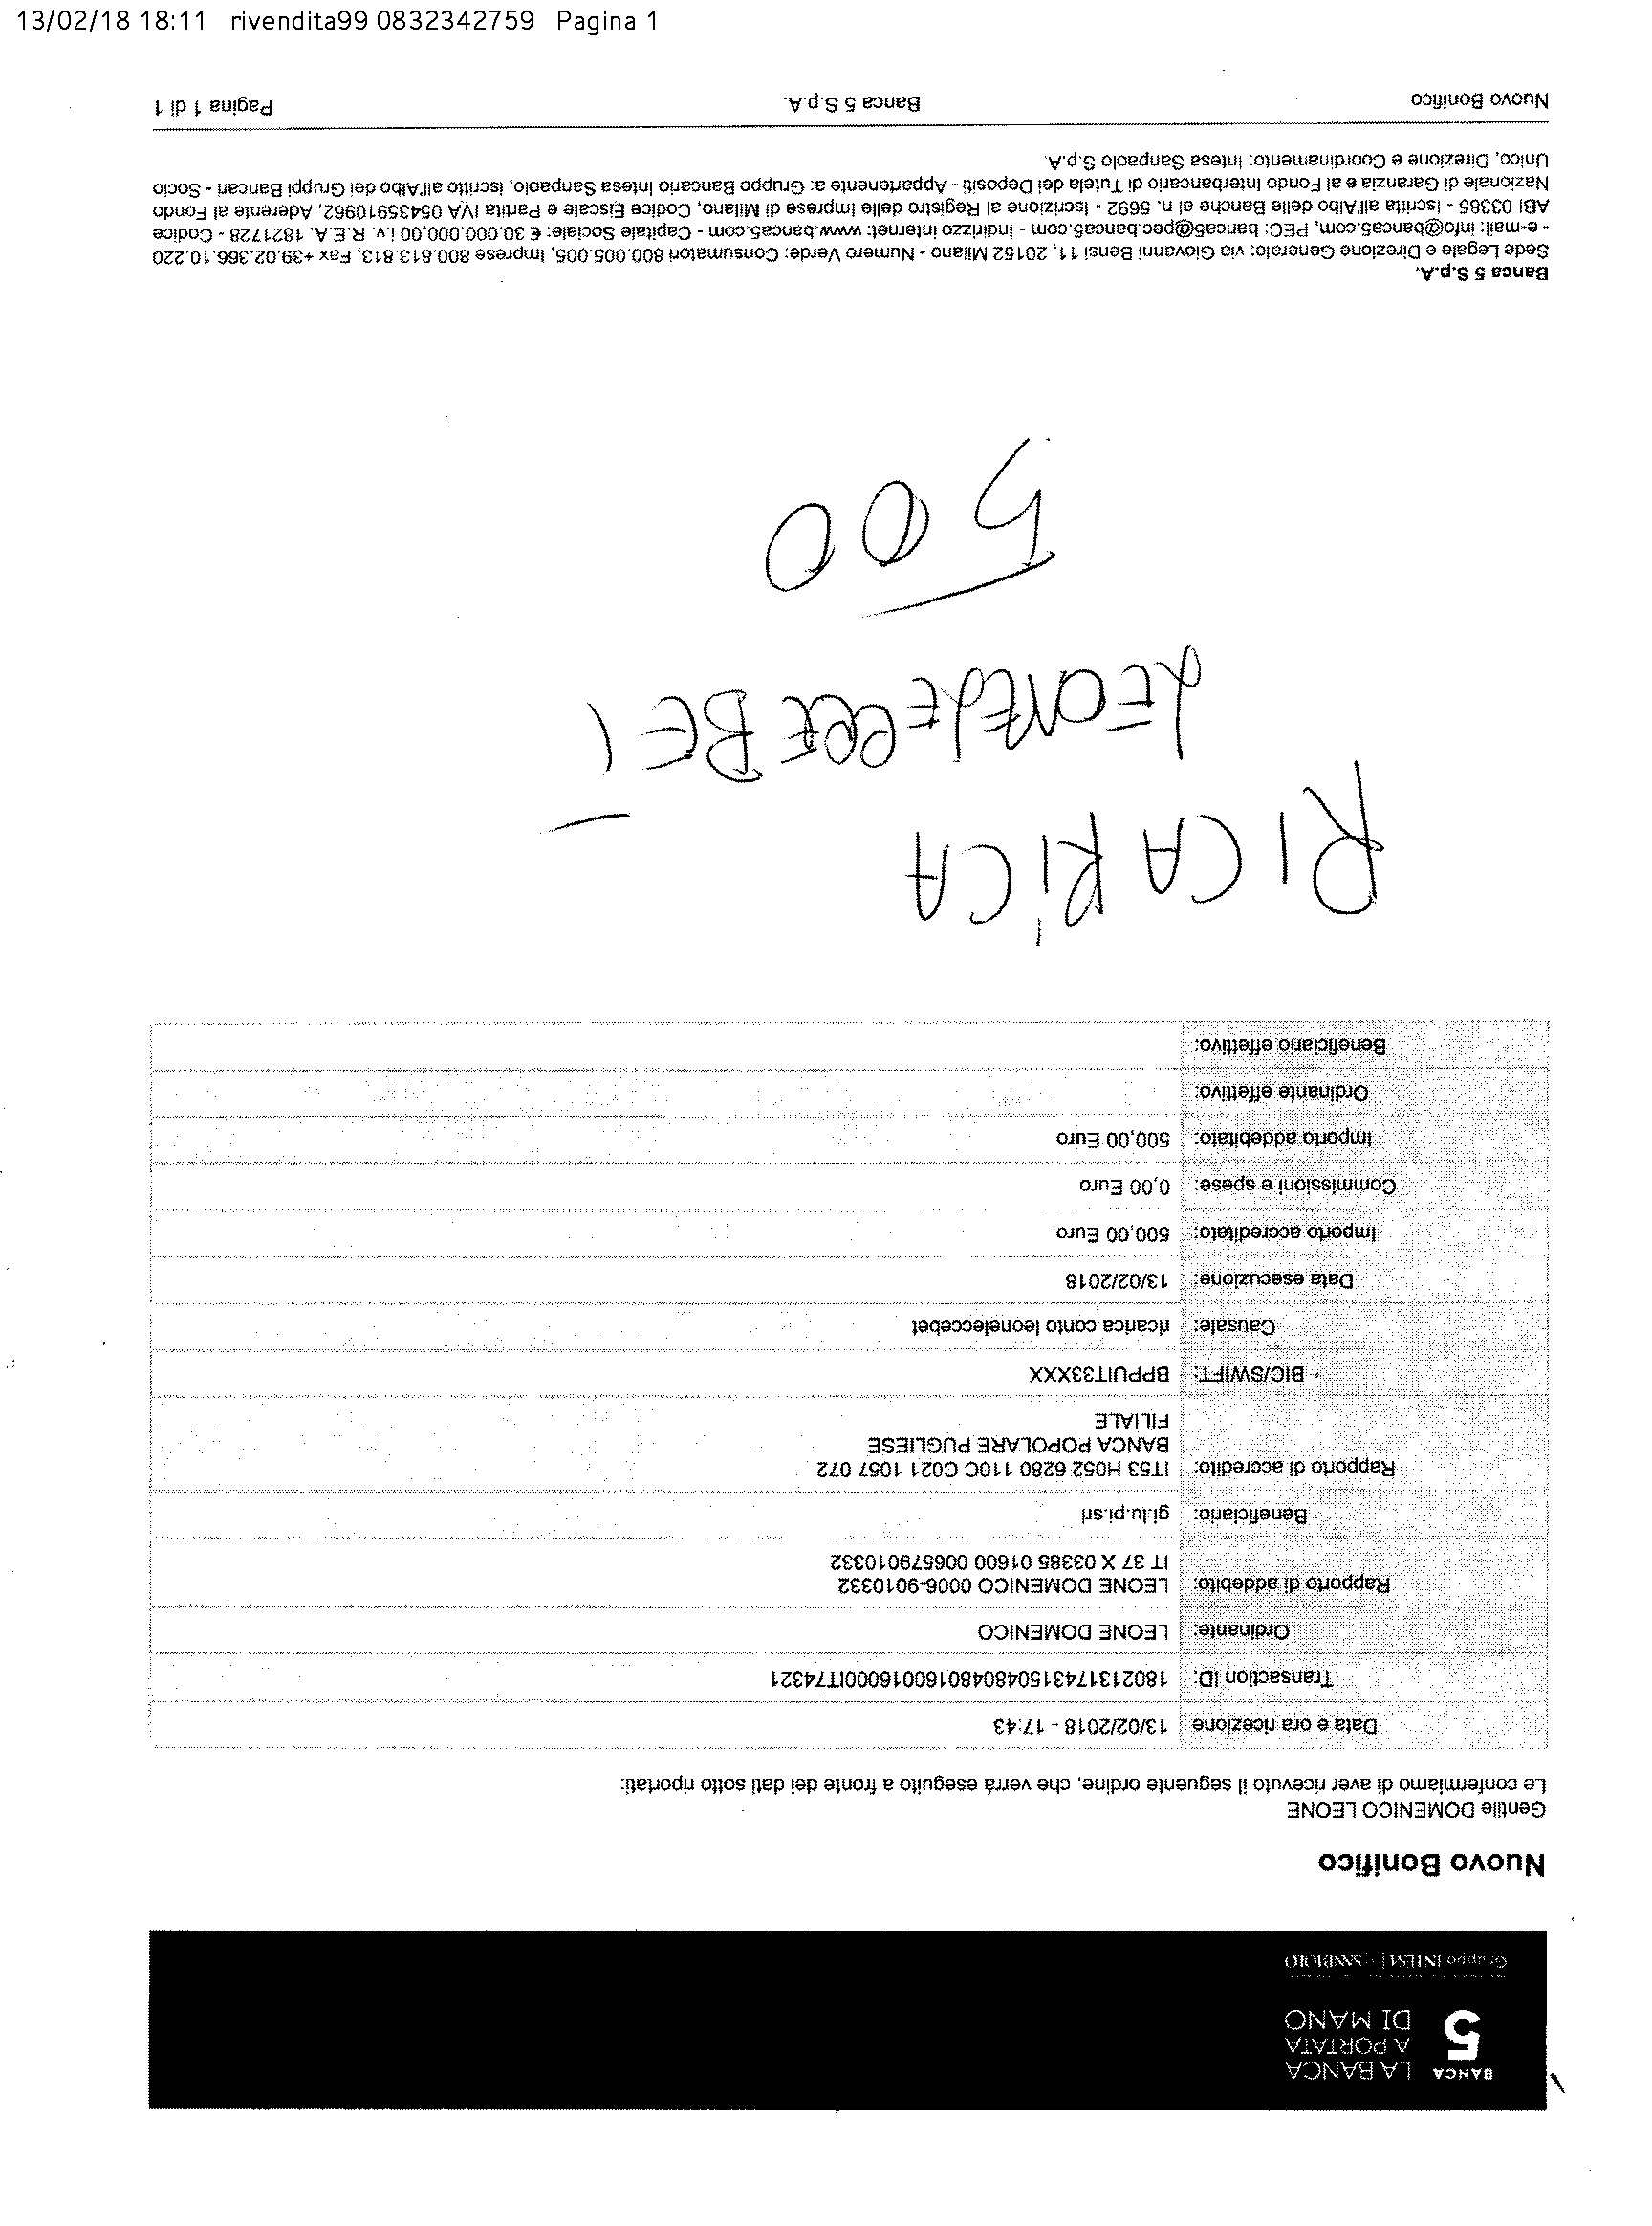 13/02/18 18:11 rivendita99 0832342759 Pagina 1
BANCA
5
LA BANCA
A PORTATA
DI MANO
Gruppo INTESA SANPAOLO
Nuovo Bonifico
Gentile DOMENICO LEONE
Le confermiamo di aver ricevuto il seguente ordine, che verrá eseguito a fronte dei dati sotto riportati:
Data e ora ricezione 13/02/2018 - 17:43
Transaction ID: 1802131743150480480160016000IT74321
Ordinante: LEONE DOMENICO
Rapporto di addebito: LEONE DOMENICO 0006-9010332
IT 37 X 03385 01600 006579010332
Beneficiario: gi.lu.pi.srl
Rapporto di accredito: IT53 H052 6280 110C C021 1057 072
BANCA POPOLARE PUGLIESE
FILIALE
BIC/SWIFT: BPPUIT33XXX
Causale: ricarica conto leoneleccebet
Data esecuzione: 13/02/2018
Importo accreditato: 500,00 Euro
Commissioni e spese: 0,00 Euro
Importo addebitato: 500,00 Euro
Ordinante effettivo:
Beneficiario effettivo:
RICARICA
LEONELECCEBET
500
Banca 5 S.p.A.
Sede Legale e Direzione Generale: via Giovanni Bensi 11, 20152 Milano - Numero Verde: Consumatori 800.005.005, Imprese 800.813.813, Fax +39.02.366.10.220
- e-mail: info@banca5.com, PEC: banca5@pec.banca5.com - Indirizzo internet: www.banca5.com - Capitale Sociale: € 30.000.000,00 i.v. R.E.A. 1821728 - Codice
ABI 03385 - Iscritta all'Albo delle Banche al n. 5692 - Iscrizione al Registro delle Imprese di Milano, Codice Fiscale e Partita IVA 05435910962, Aderente al Fondo
Nazionale di Garanzia e al Fondo Interbancario di Tutela dei Depositi - Appartenente a: Gruppo Bancario Intesa Sanpaolo, iscritto all'Albo dei Gruppi Bancari - Socio
Unico, Direzione e Coordinamento: Intesa Sanpaolo S.p.A.
Nuovo Bonifico Banca 5 S.p.A. Pagina 1 di 1